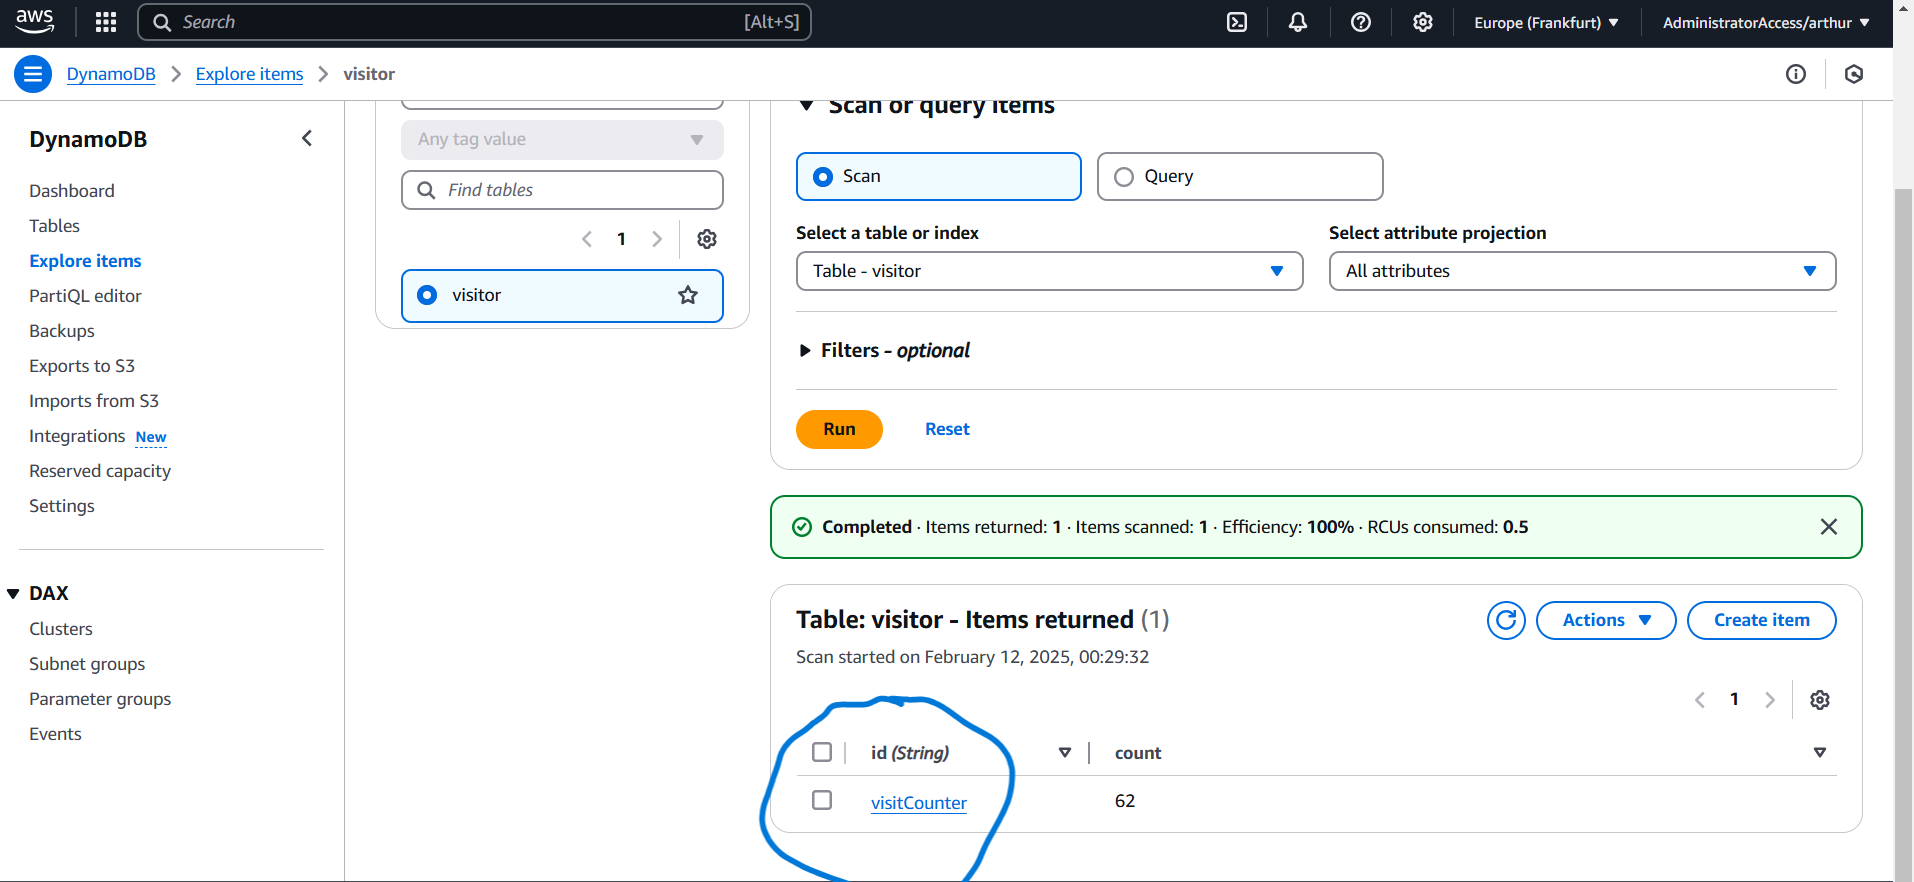 aws
Search [Alt+S]
Europe (Frankfurt)
AdministratorAccess/arthur
DynamoDB
Explore items
visitor
DynamoDB
Dashboard
Tables
Explore items
PartiQL editor
Backups
Exports to S3
Imports from S3
Integrations New
Reserved capacity
Settings
DAX
Clusters
Subnet groups
Parameter groups
Events
Any tag value
Find tables
1
visitor
Scan or query items
Scan
Query
Select a table or index
Table - visitor
Select attribute projection
All attributes
Filters - optional
Run
Reset
Completed · Items returned: 1 · Items scanned: 1 · Efficiency: 100% · RCUs consumed: 0.5
Table: visitor - Items returned (1)
Actions
Create item
Scan started on February 12, 2025, 00:29:32
1
id (String)
count
visitCounter
62